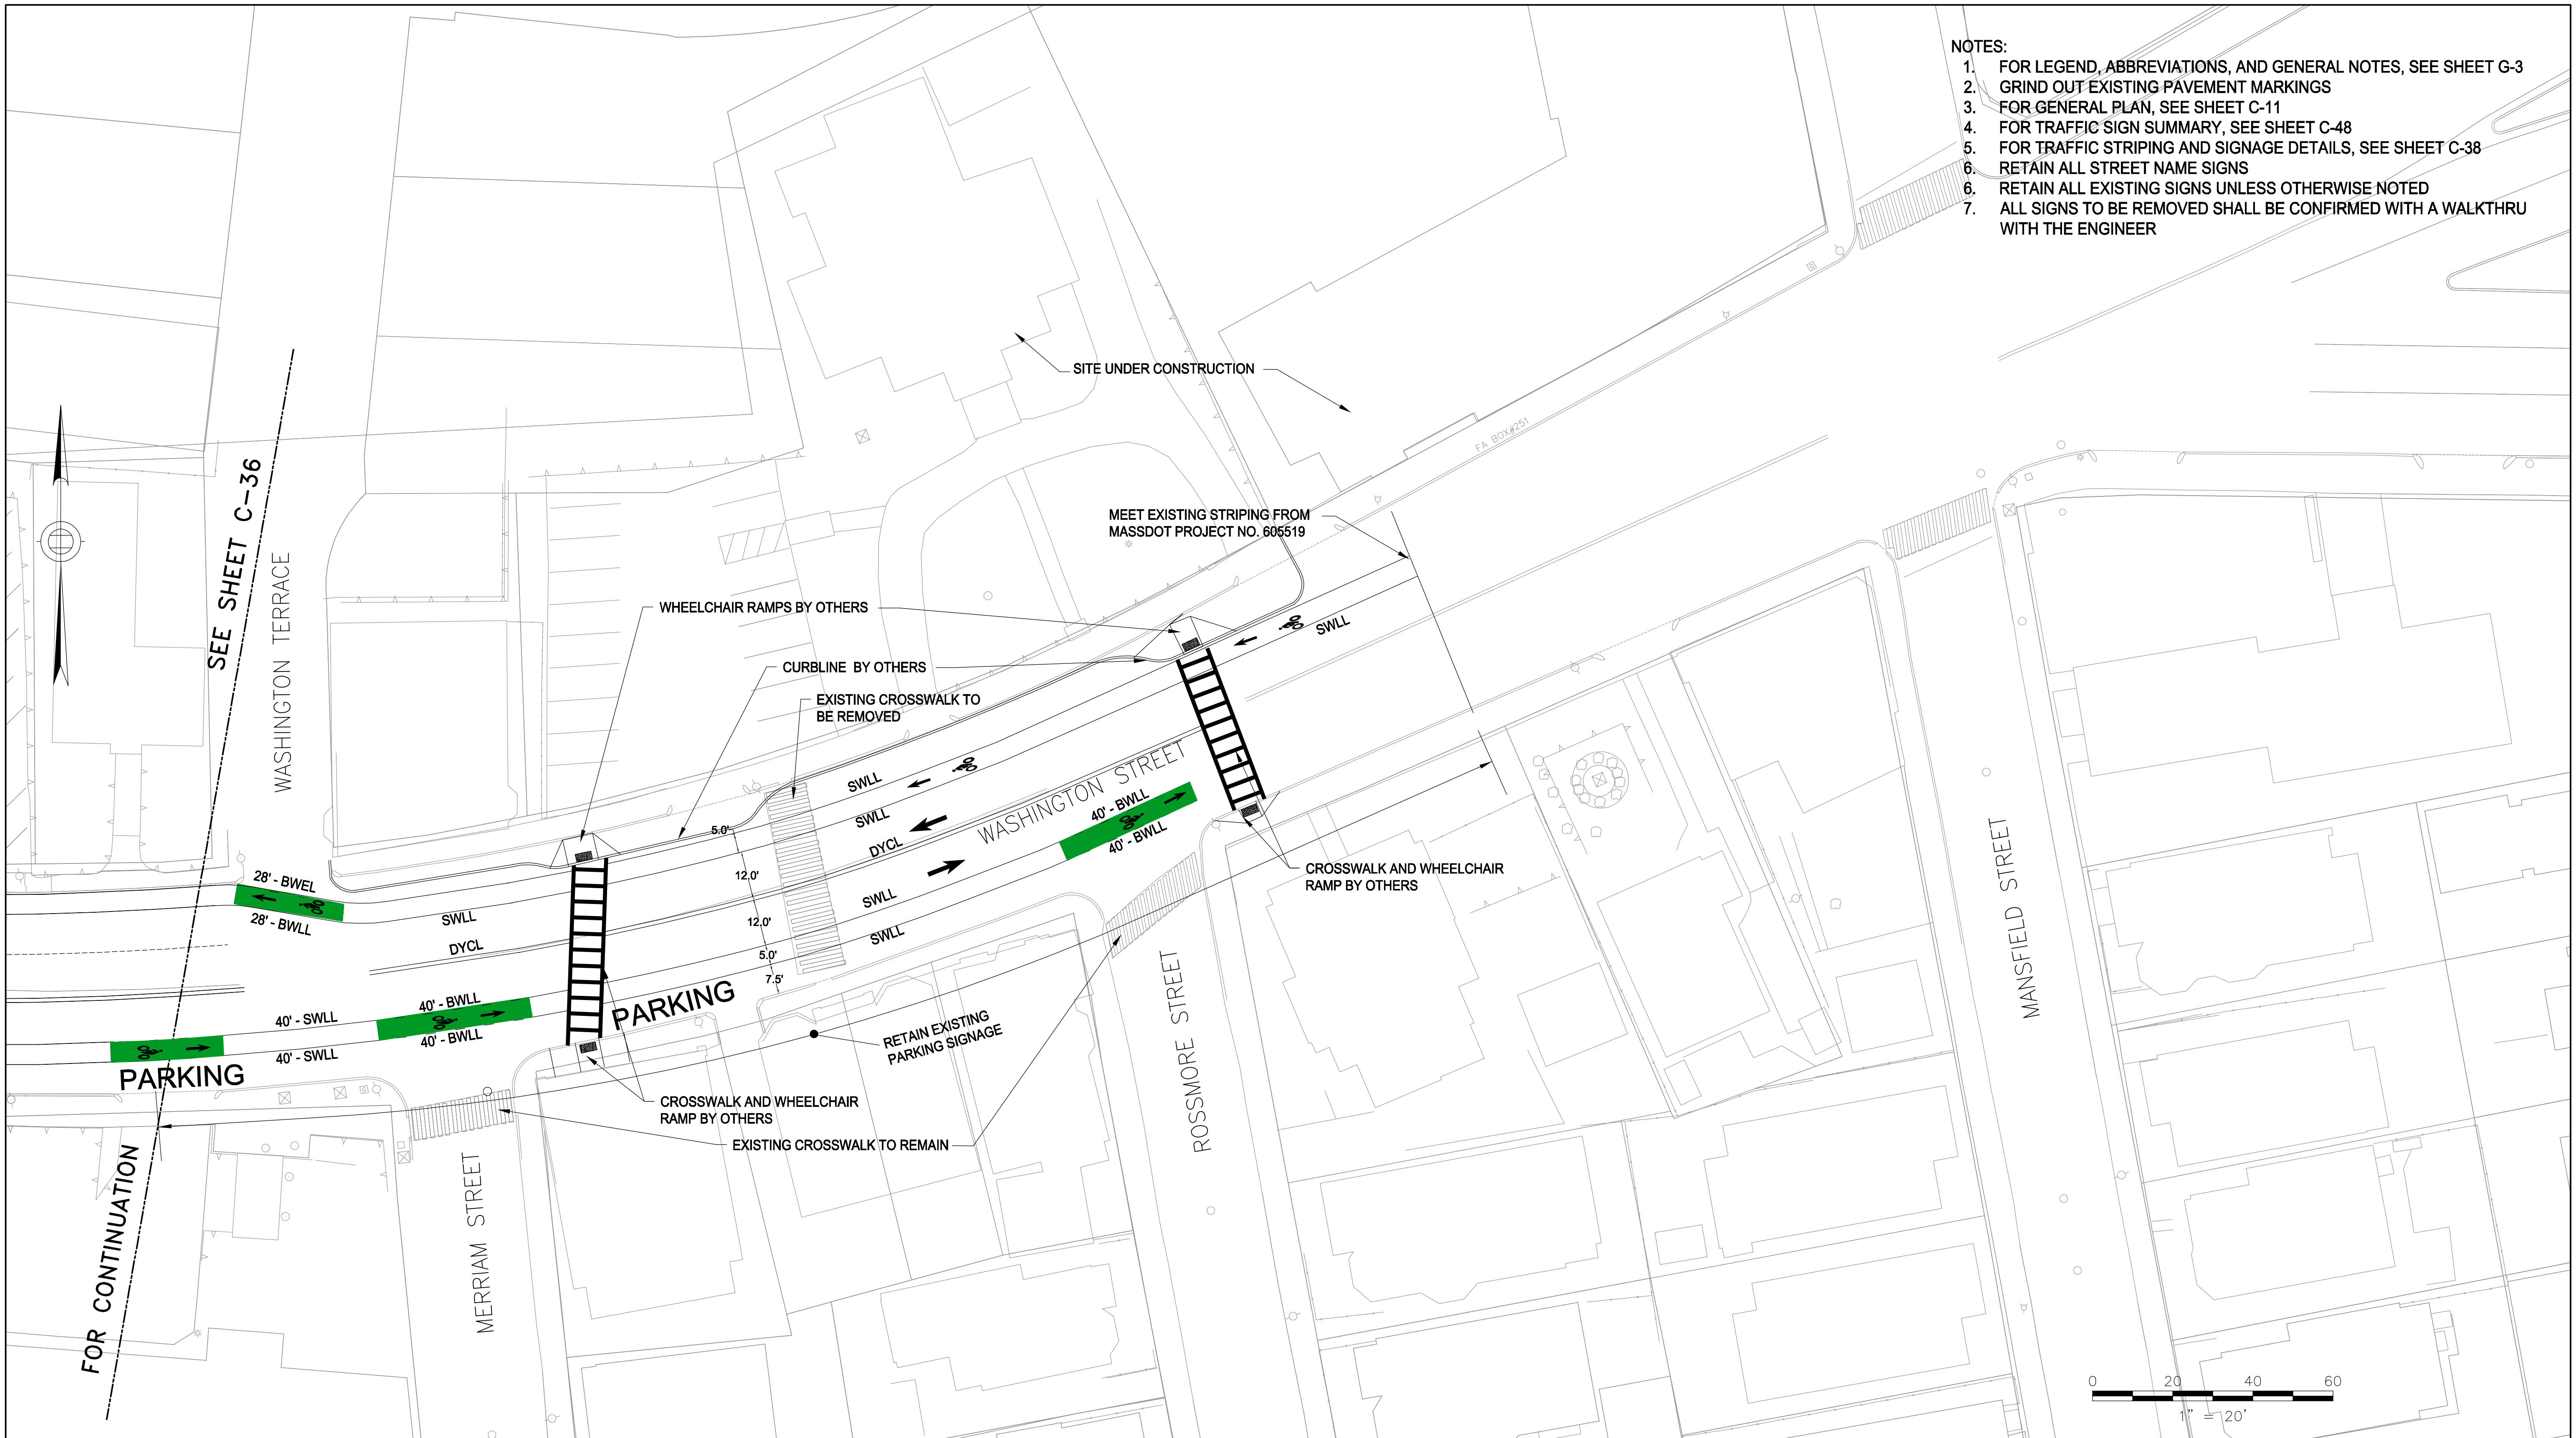 NOTES:
1. FOR LEGEND, ABBREVIATIONS, AND GENERAL NOTES, SEE SHEET G-3
2. GRIND OUT EXISTING PAVEMENT MARKINGS
3. FOR GENERAL PLAN, SEE SHEET C-11
4. FOR TRAFFIC SIGN SUMMARY, SEE SHEET C-48
5. FOR TRAFFIC STRIPING AND SIGNAGE DETAILS, SEE SHEET C-38
6. RETAIN ALL STREET NAME SIGNS
6. RETAIN ALL EXISTING SIGNS UNLESS OTHERWISE NOTED
7. ALL SIGNS TO BE REMOVED SHALL BE CONFIRMED WITH A WALKTHRU
WITH THE ENGINEER
SITE UNDER CONSTRUCTION
FA BOX#251
SEE SHEET C-36
WASHINGTON TERRACE
MEET EXISTING STRIPING FROM
MASSDOT PROJECT NO. 605519
WHEELCHAIR RAMPS BY OTHERS
SWLL
CURBLINE BY OTHERS
EXISTING CROSSWALK TO
BE REMOVED
SWLL
SWLL
DYCL
WASHINGTON STREET
40' - BWLL
40' - BWLL
5.0'
12.0'
12.0'
5.0'
7.5'
SWLL
SWLL
CROSSWALK AND WHEELCHAIR
RAMP BY OTHERS
28' - BWEL
28' - BWLL
SWLL
DYCL
40' - SWLL
40' - BWLL
40' - BWLL
40' - SWLL
PARKING
PARKING
RETAIN EXISTING
PARKING SIGNAGE
CROSSWALK AND WHEELCHAIR
RAMP BY OTHERS
EXISTING CROSSWALK TO REMAIN
FOR CONTINUATION
MERRIAM STREET
ROSSMORE STREET
MANSFIELD STREET
0 20 40 60
1" = 20'